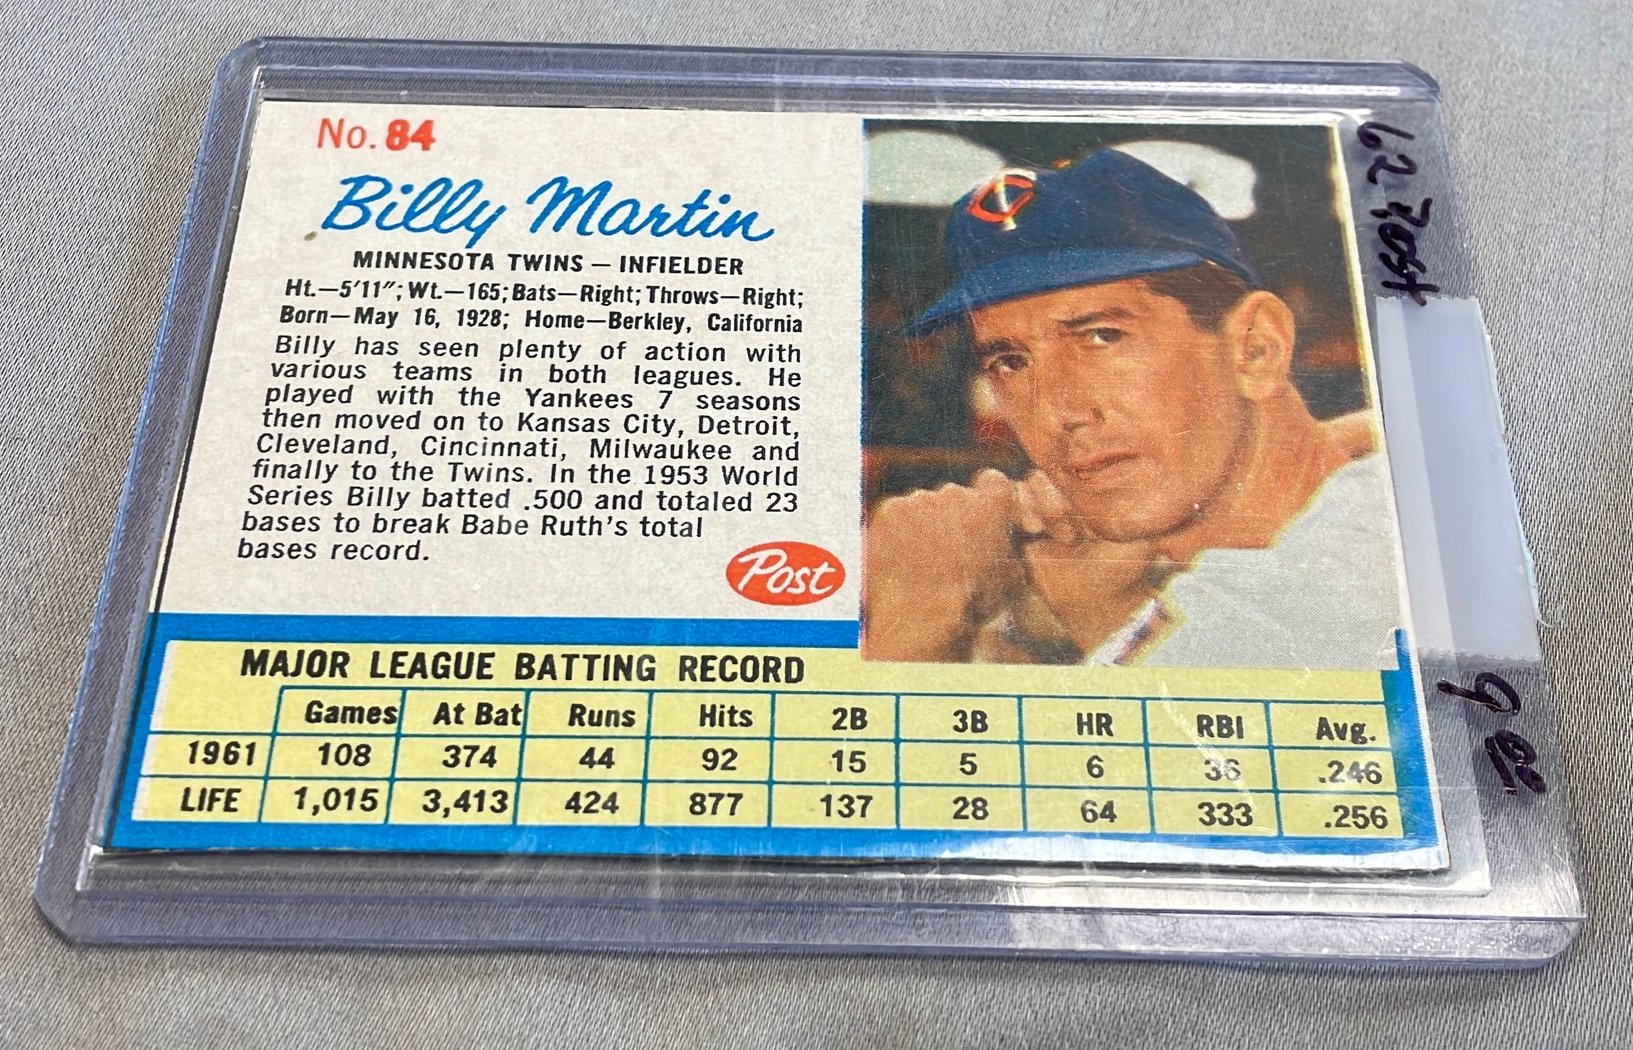 No. 84
Billy Martin
MINNESOTA TWINS — INFIELDER
Ht.—5'11"; Wt.—165; Bats—Right; Throws—Right;
Born—May 16, 1928; Home—Berkley, California
Billy has seen plenty of action with
various teams in both leagues. He
played with the Yankees 7 seasons
then moved on to Kansas City, Detroit,
Cleveland, Cincinnati, Milwaukee and
finally to the Twins. In the 1953 World
Series Billy batted .500 and totaled 23
bases to break Babe Ruth's total
bases record.
Post
TC
MAJOR LEAGUE BATTING RECORD
Games At Bat Runs Hits 2B 3B HR RBI Avg.
1961 108 374 44 92 15 5 6 36 .246
LIFE 1,015 3,413 424 877 137 28 64 333 .256
62 Post